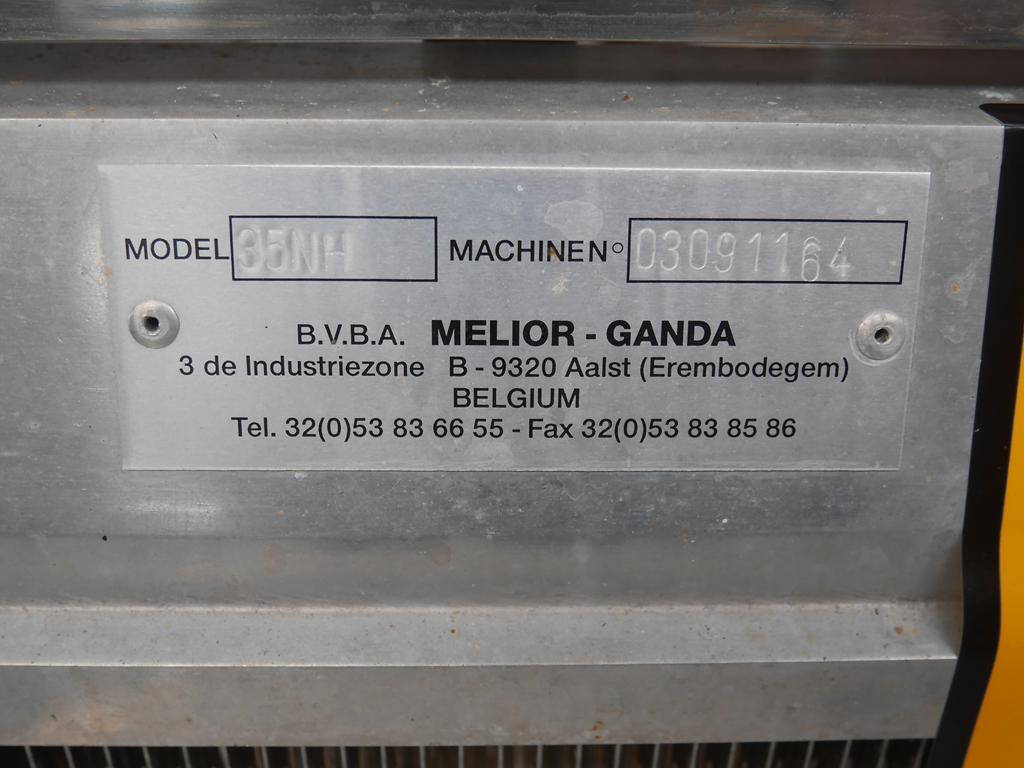 MODEL 35NH MACHINEN° 03091164
B.V.B.A. MELIOR - GANDA
3 de Industriezone B - 9320 Aalst (Erembodegem)
BELGIUM
Tel. 32(0)53 83 66 55 - Fax 32(0)53 83 85 86